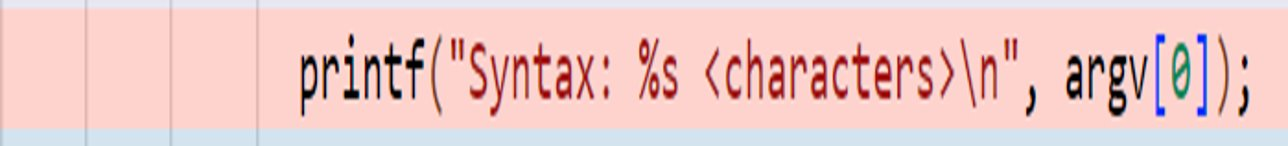 printf("Syntax: %s <characters>\n", argv[0]);